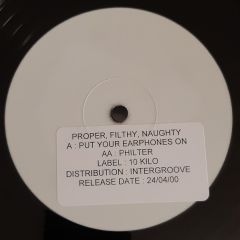 PROPER, FILTHY, NAUGHTY
A : PUT YOUR EARPHONES ON
AA : PHILTER
LABEL : 10 KILO
DISTRIBUTION : INTERGROOVE
RELEASE DATE : 24/04/00